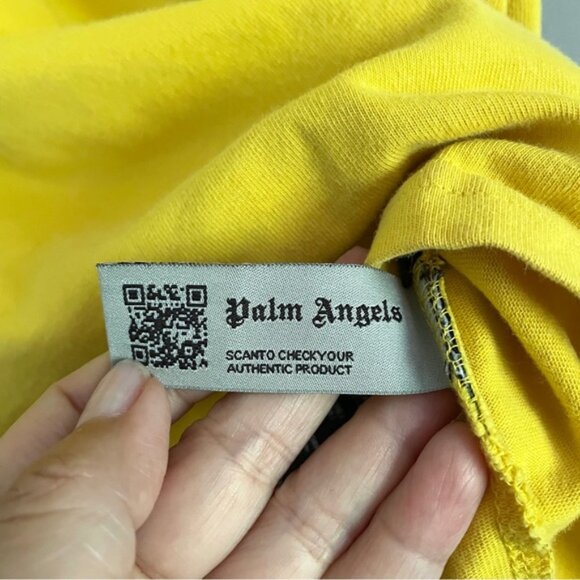 Palm Angels
SCANTO CHECKYOUR
AUTHENTIC PRODUCT